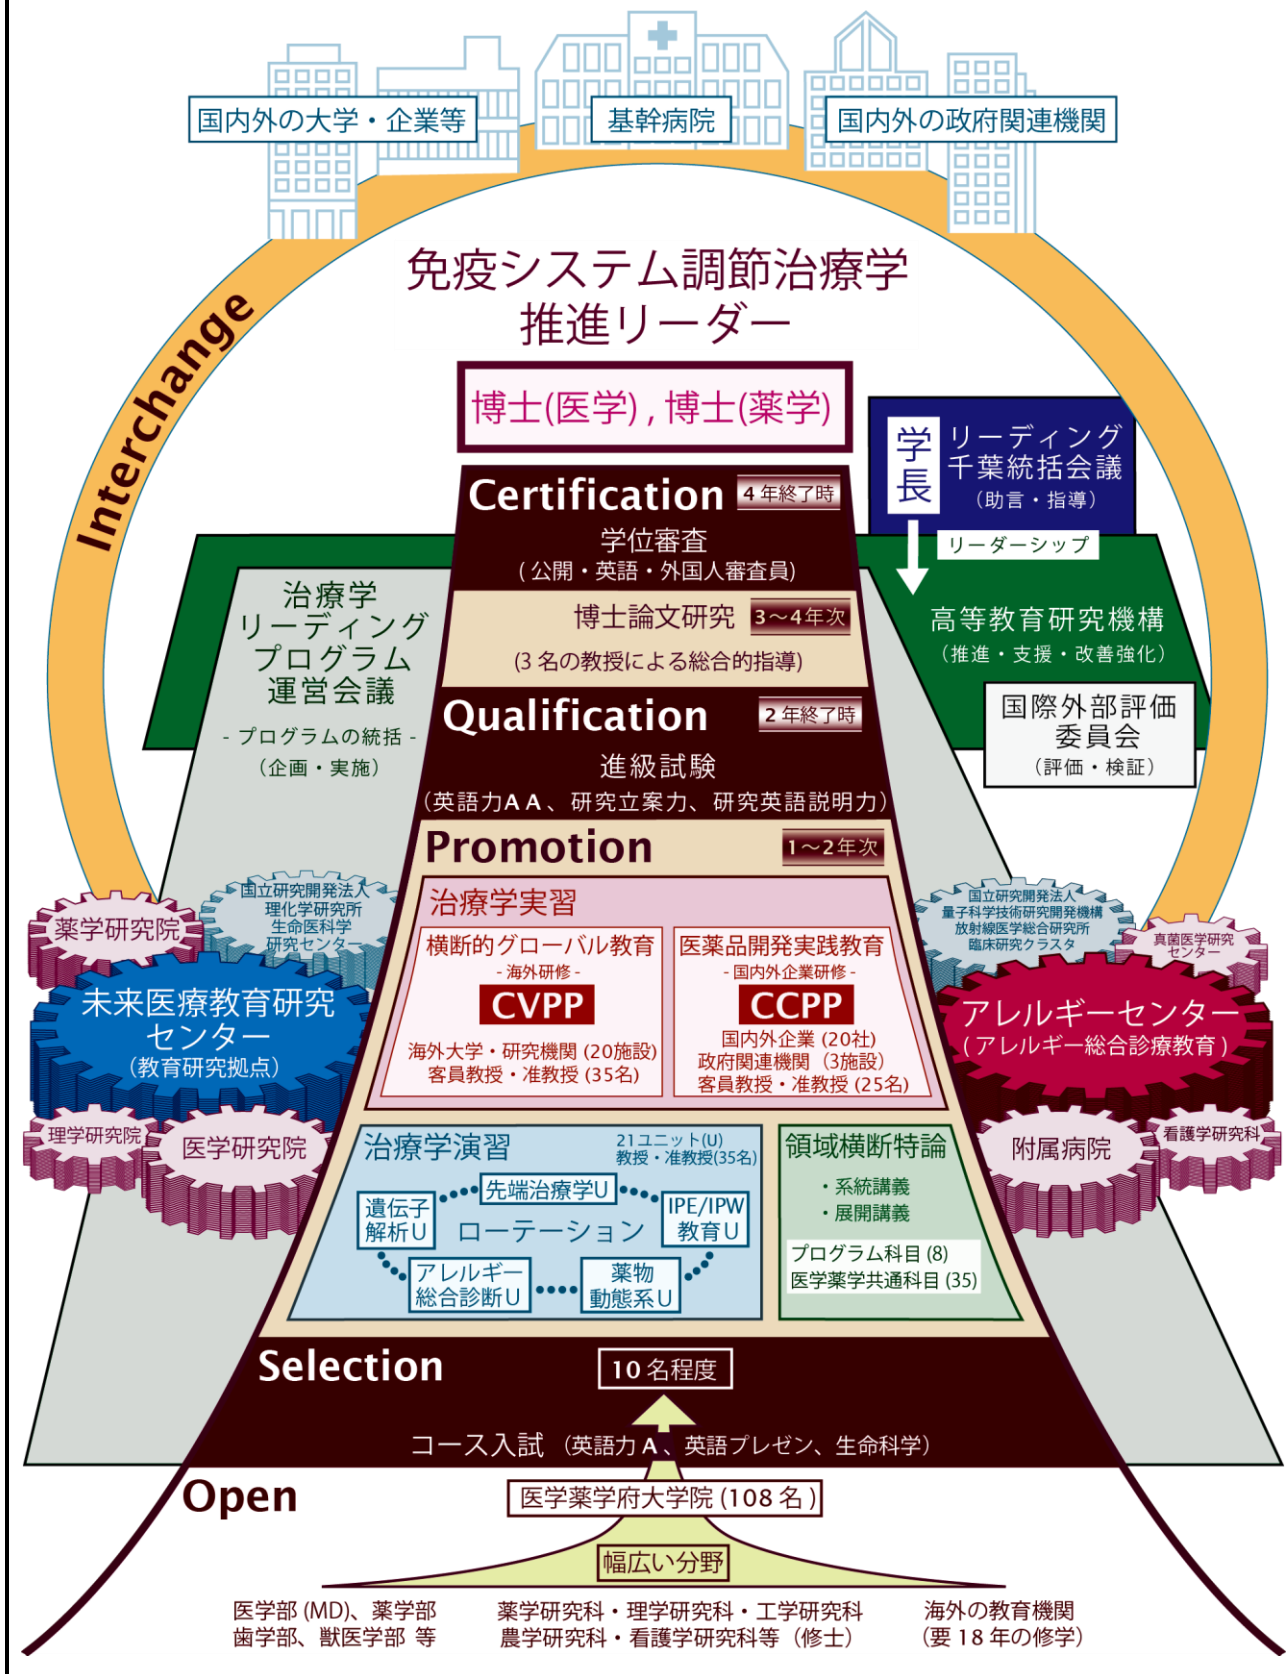 国内外の大学・企業等
基幹病院
国内外の政府関連機関
Interchange
免疫システム調節治療学
推進リーダー
博士(医学) , 博士(薬学)
学長
リーディング
千葉統括会議
(助言・指導)
リーダーシップ
高等教育研究機構
(推進・支援・改善強化)
国際外部評価
委員会
(評価・検証)
治療学
リーディング
プログラム
運営会議
- プログラムの統括 -
(企画・実施)
Certification 4 年終了時
学位審査
( 公開・英語・外国人審査員)
博士論文研究 3～4年次
(3 名の教授による総合的指導)
Qualification 2 年終了時
進級試験
(英語力A A 、研究立案力、研究英語説明力)
Promotion 1～2年次
治療学実習
横断的グローバル教育
- 海外研修 -
CVPP
海外大学・研究機関 (20施設)
客員教授・准教授 (35名)
医薬品開発実践教育
- 国内外企業研修 -
CCPP
国内外企業 (20社)
政府関連機関 (3施設)
客員教授・准教授 (25名)
薬学研究院
国立研究開発法人
理化学研究所
生命医科学
研究センター
未来医療教育研究
センター
(教育研究拠点)
理学研究院
医学研究院
国立研究開発法人
量子科学技術研究開発機構
放射線医学総合研究所
臨床研究クラスタ
真菌医学研究
センター
アレルギーセンター
( アレルギー総合診療教育 )
附属病院
看護学研究科
治療学演習
21ユニット(U)
教授・准教授(35名)
先端治療学U
遺伝子
解析U
ローテーション
IPE/IPW
教育U
アレルギー
総合診断U
薬物
動態系U
領域横断特論
・系統講義
・展開講義
プログラム科目 (8)
医学薬学共通科目 (35)
Selection
10 名程度
コース入試 (英語力 A 、英語プレゼン、生命科学)
Open
医学薬学府大学院 (108 名 )
幅広い分野
医学部 (MD)、薬学部
歯学部、獣医学部 等
薬学研究科・理学研究科・工学研究科
農学研究科・看護学研究科等 (修士)
海外の教育機関
(要 18 年の修学)